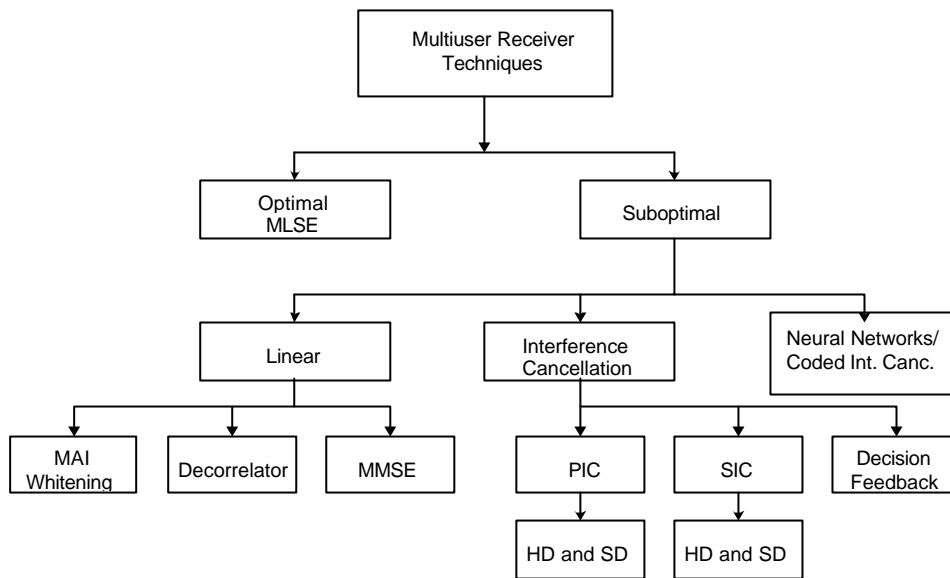 Multiuser Receiver
Techniques
Optimal
MLSE
Suboptimal
Linear
Interference
Cancellation
Neural Networks/
Coded Int. Canc.
MAI
Whitening
Decorrelator
MMSE
PIC
SIC
Decision
Feedback
HD and SD
HD and SD